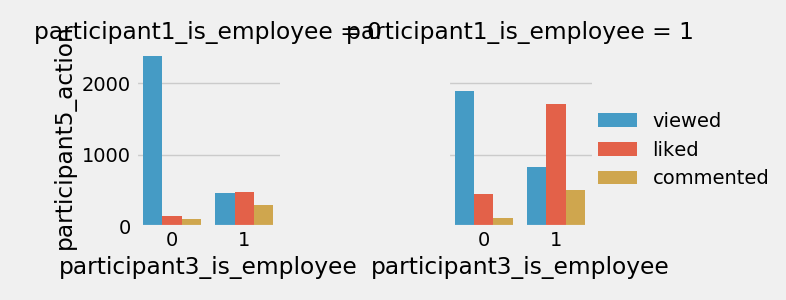 participant1_is_employee = 0
participant1_is_employee = 1
participant5_action
2000
1000
0
0
1
0
1
participant3_is_employee
participant3_is_employee
viewed
liked
commented